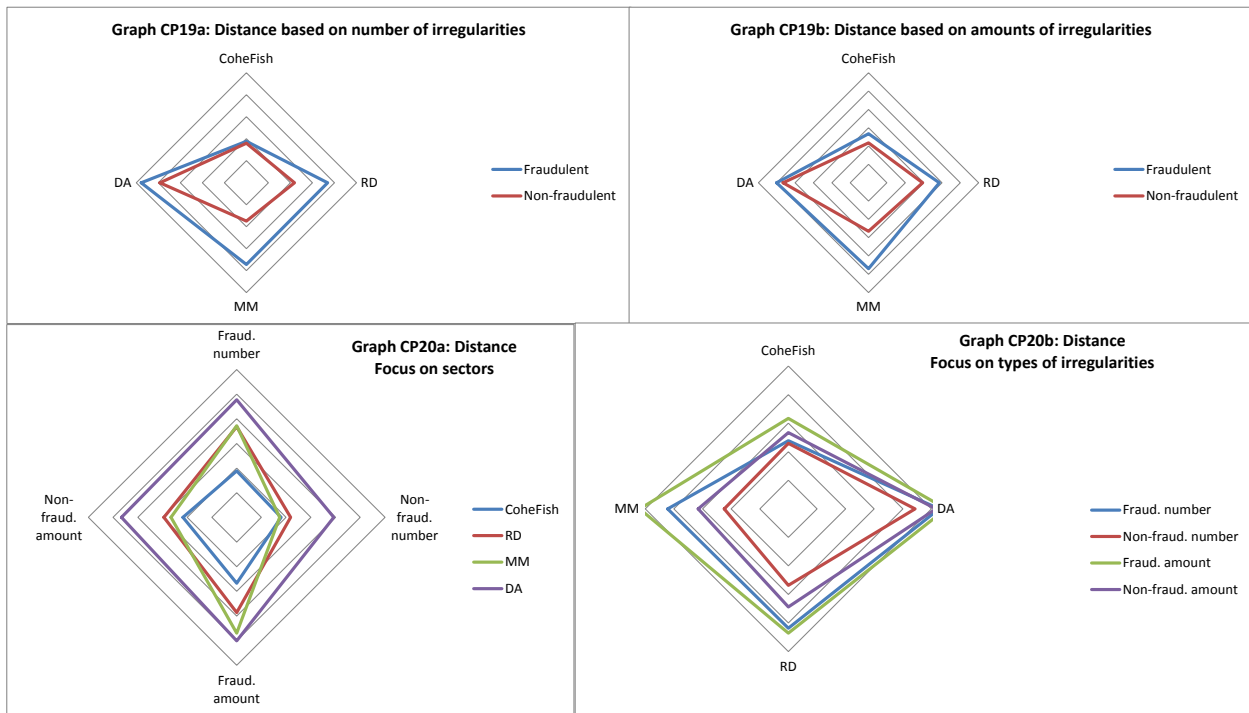 Graph CP19a: Distance based on number of irregularities
CoheFish
DA
RD
MM
Fraudulent
Non-fraudulent
Graph CP19b: Distance based on amounts of irregularities
CoheFish
DA
RD
MM
Fraudulent
Non-fraudulent
Graph CP20a: Distance
Focus on sectors
Fraud.
number
Non-
fraud.
amount
Non-
fraud.
number
Fraud.
amount
CoheFish
RD
MM
DA
Graph CP20b: Distance
Focus on types of irregularities
CoheFish
MM
DA
RD
Fraud. number
Non-fraud. number
Fraud. amount
Non-fraud. amount